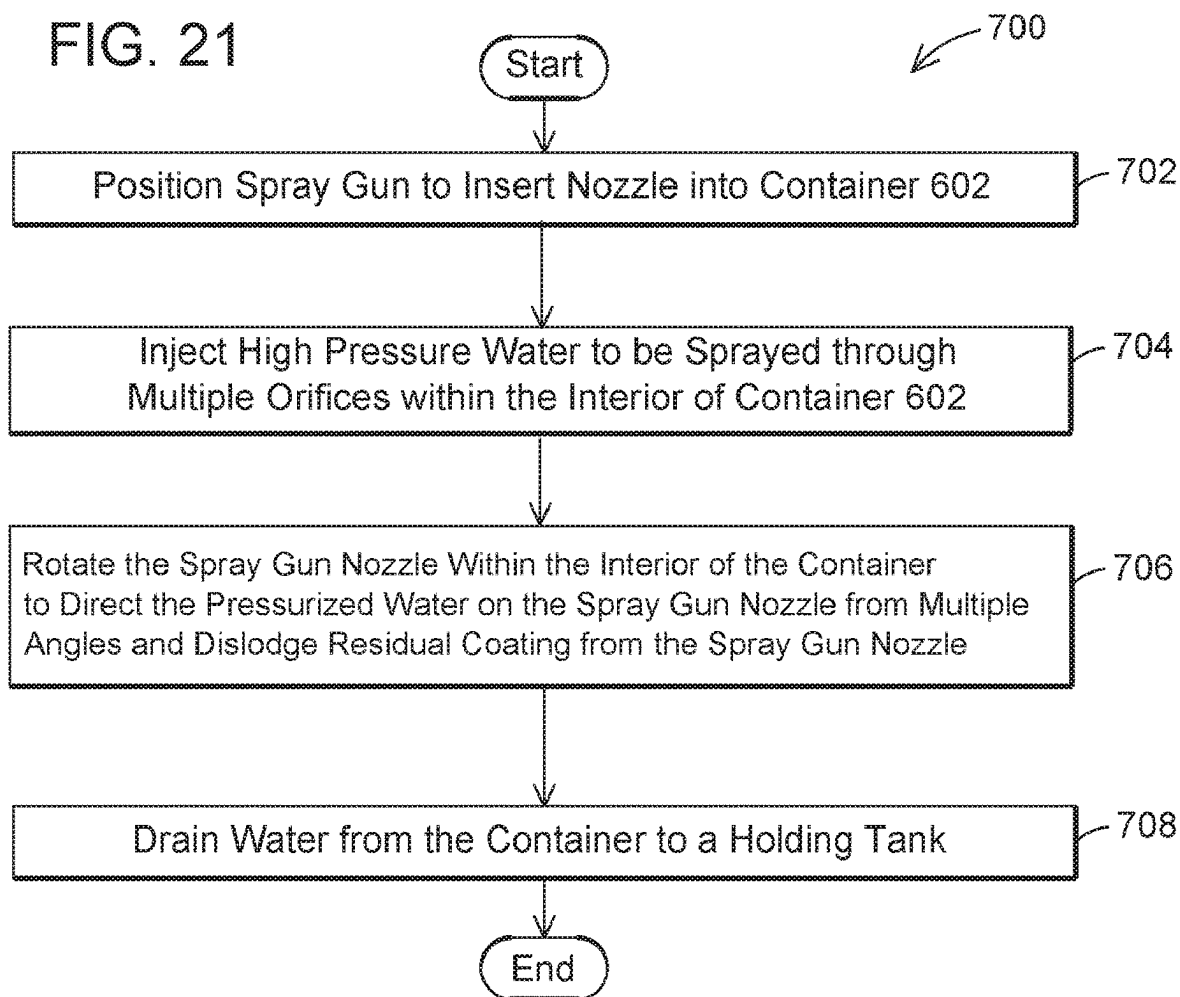 FIG. 21
700
Start
Position Spray Gun to Insert Nozzle into Container 602
702
Inject High Pressure Water to be Sprayed through
Multiple Orifices within the Interior of Container 602
704
Rotate the Spray Gun Nozzle Within the Interior of the Container
to Direct the Pressurized Water on the Spray Gun Nozzle from Multiple
Angles and Dislodge Residual Coating from the Spray Gun Nozzle
706
Drain Water from the Container to a Holding Tank
708
End